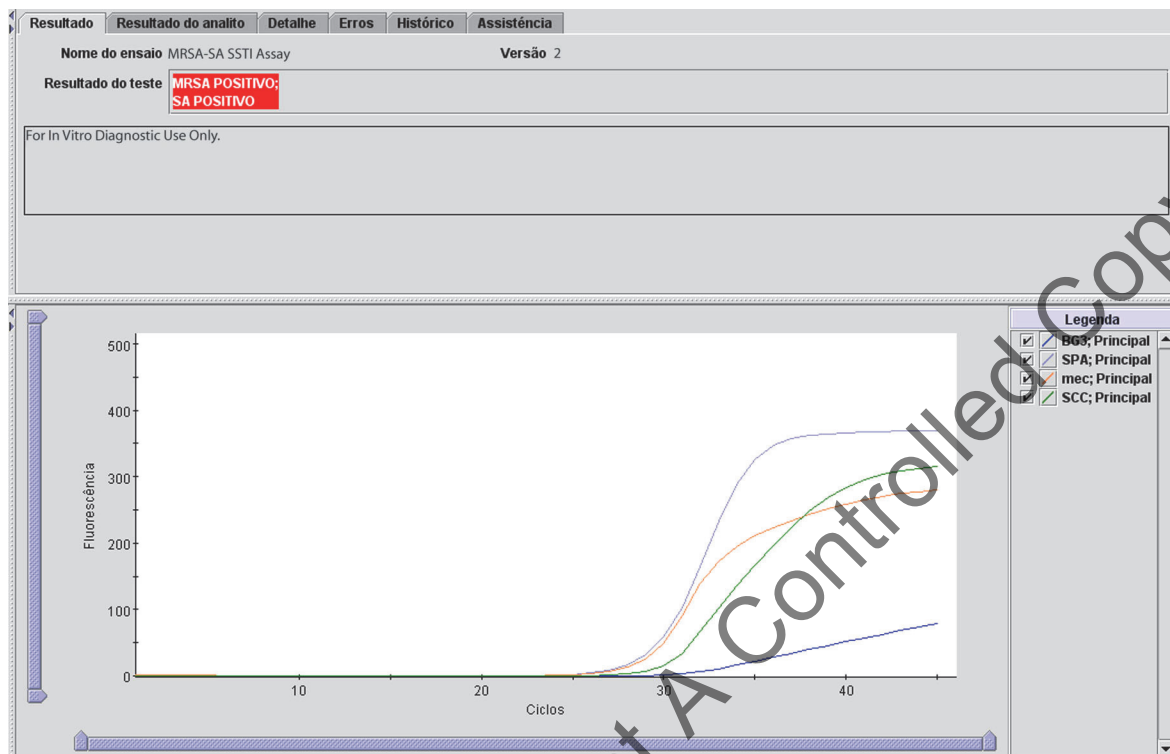 Resultado Resultado do analito Detalhe Erros Histórico Assisténcia
Nome do ensaio MRSA-SA SSTI Assay Versão 2
Resultado do teste MRSA POSITIVO;
SA POSITIVO
For In Vitro Diagnostic Use Only.
Legenda
BG3; Principal
SPA; Principal
mec; Principal
SCC; Principal
500
400
300
200
100
0
Fluorescência
10 20 30 40
Ciclos
t A Controlled Copy